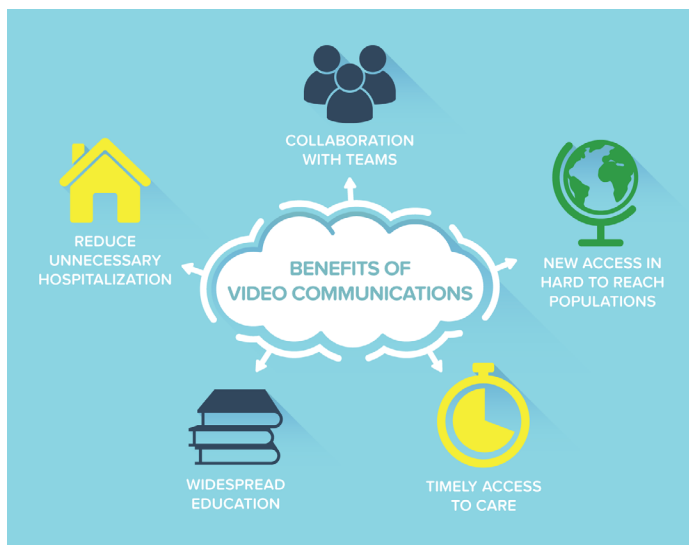 COLLABORATION
WITH TEAMS
REDUCE
UNNECESSARY
HOSPITALIZATION
BENEFITS OF
VIDEO COMMUNICATIONS
NEW ACCESS IN
HARD TO REACH
POPULATIONS
WIDESPREAD
EDUCATION
TIMELY ACCESS
TO CARE